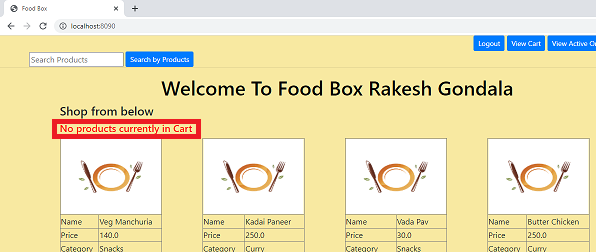 Food Box
localhost:8090
Logout View Cart View Active Or
Search Products Search by Products
Welcome To Food Box Rakesh Gondala
Shop from below
No products currently in Cart
Name Veg Manchuria Name Kadai Paneer Name Vada Pav Name Butter Chicken
Price 140.0 Price 250.0 Price 30.0 Price 250.0
Category Snacks Category Curry Category Snacks Category Curry